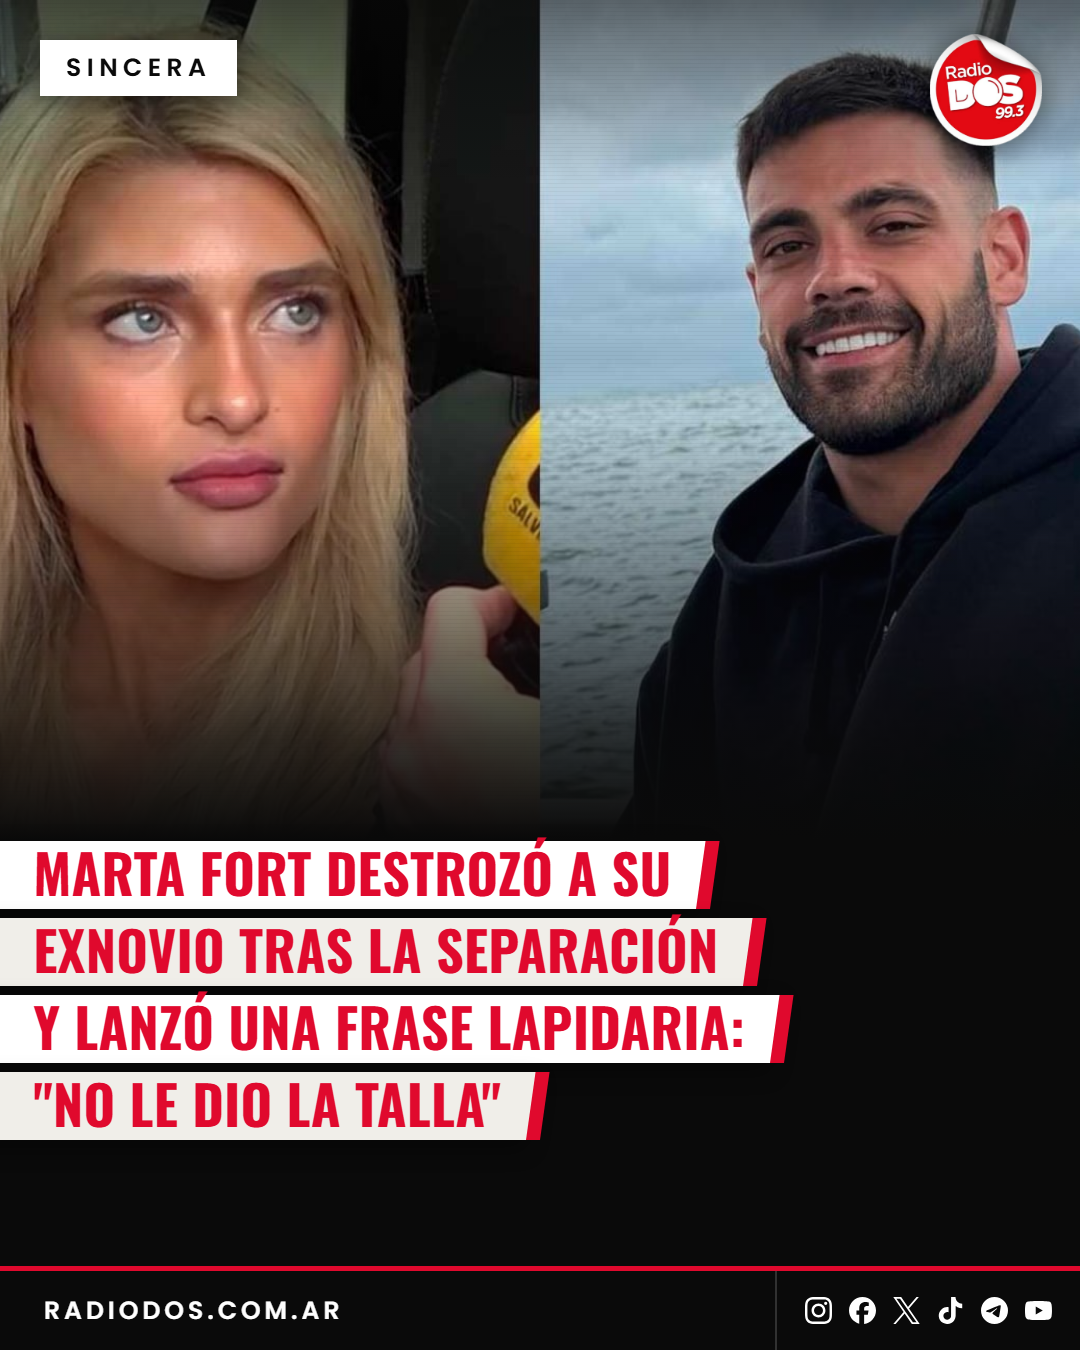 SINCERA
Radio
DOS
99.3
MARTA FORT DESTROZÓ A SU
EXNOVIO TRAS LA SEPARACIÓN
Y LANZÓ UNA FRASE LAPIDARIA:
"NO LE DIO LA TALLA"
RADIODOS.COM.AR